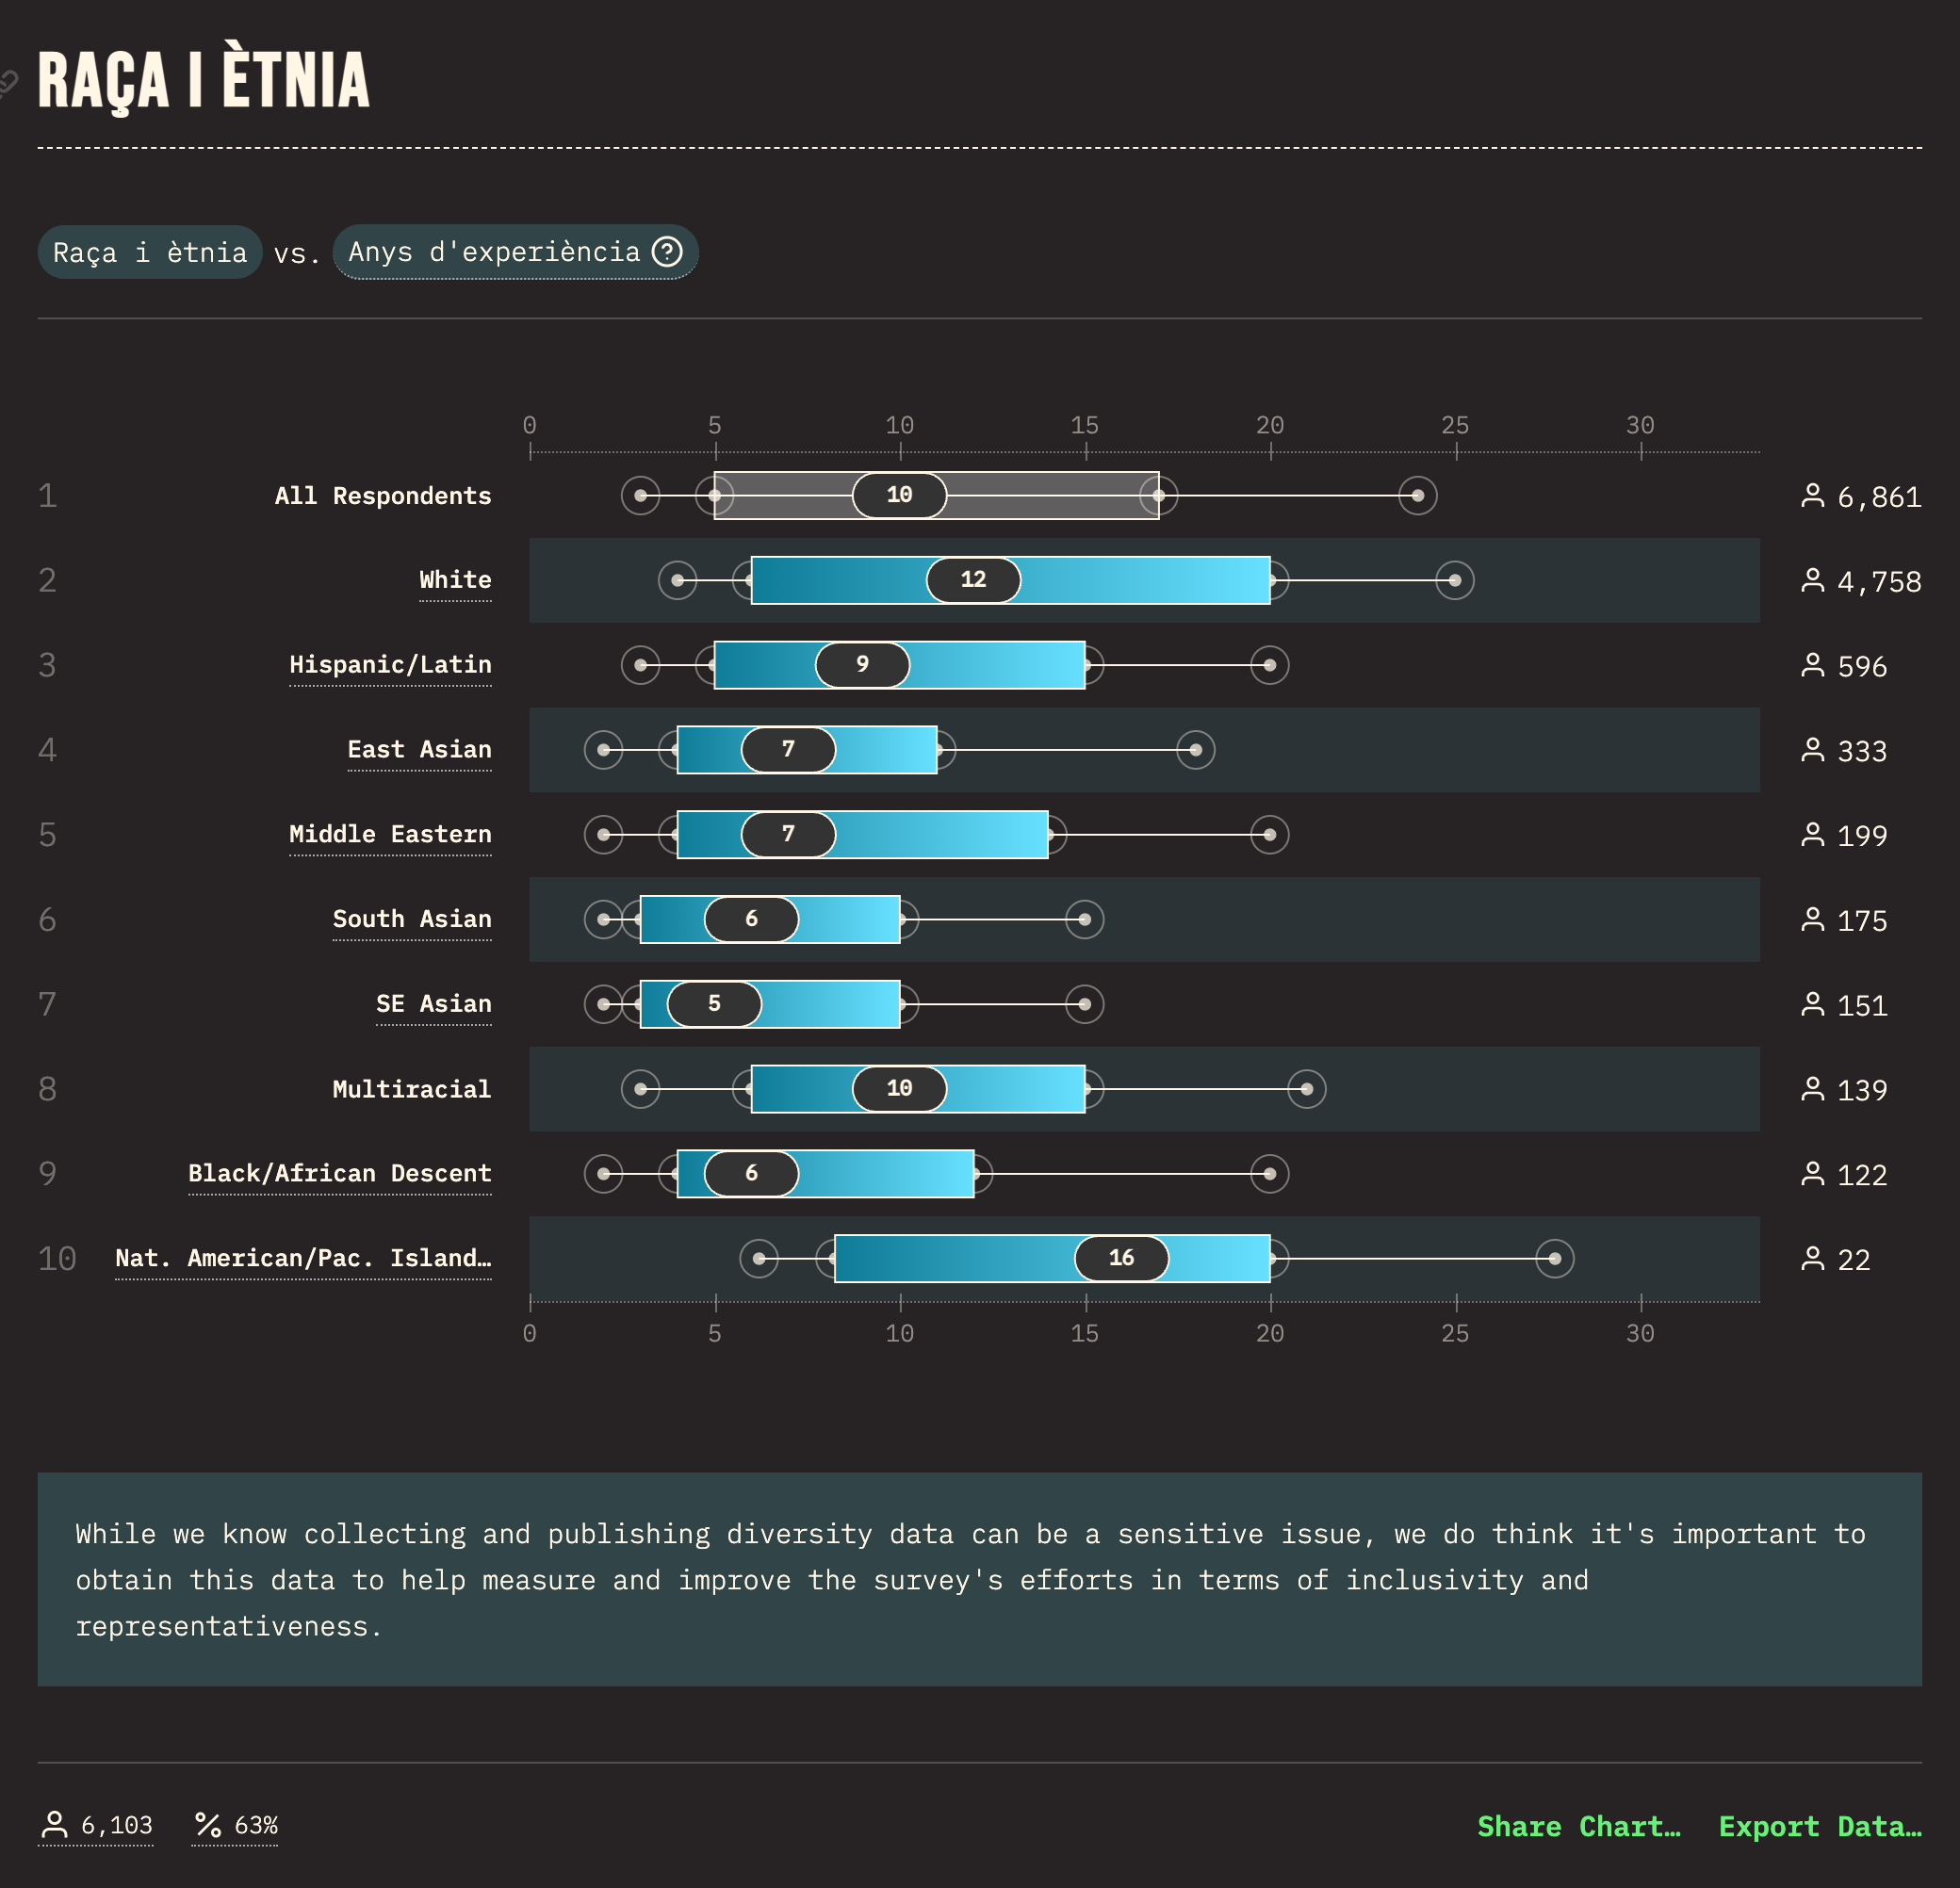 RAÇA I ÈTNIA
Raça i ètnia vs. Anys d'experiència ?
0 5 10 15 20 25 30
1 All Respondents 10 6,861
2 White 12 4,758
3 Hispanic/Latin 9 596
4 East Asian 7 333
5 Middle Eastern 7 199
6 South Asian 6 175
7 SE Asian 5 151
8 Multiracial 10 139
9 Black/African Descent 6 122
10 Nat. American/Pac. Island… 16 22
0 5 10 15 20 25 30
While we know collecting and publishing diversity data can be a sensitive issue, we do think it's important to
obtain this data to help measure and improve the survey's efforts in terms of inclusivity and
representativeness.
6,103 % 63% Share Chart… Export Data…